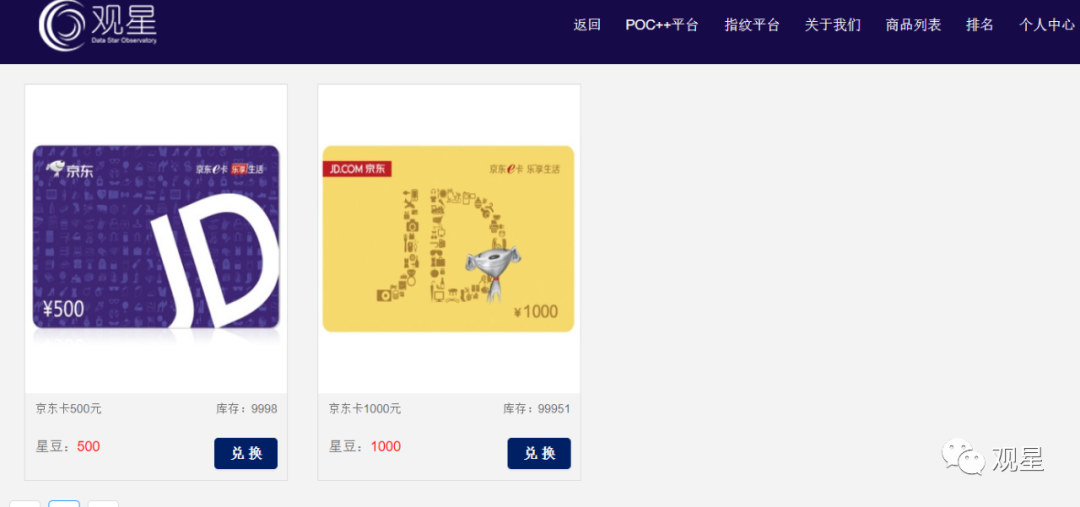 观星
Data Star Observatory
返回 POC++平台 指纹平台 关于我们 商品列表 排名 个人中心
京东 京东e卡 乐享生活
JD
¥500
JD.COM 京东 京东e卡 乐享生活
¥1000
京东卡500元 库存：9998
星豆：500 兑 换
京东卡1000元 库存：99951
星豆：1000 兑 换
观星